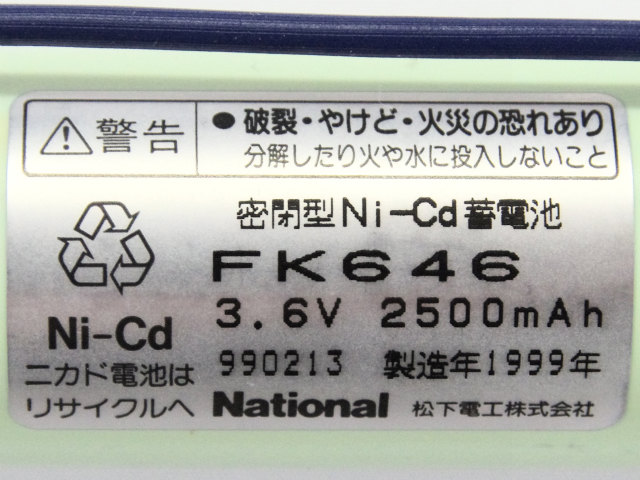 ⚠警告
●破裂・やけど・火災の恐れあり
分解したり火や水に投入しないこと
密閉型Ni-Cd蓄電池
FK646
3.6V 2500mAh
990213 製造年1999年
Ni-Cd
ニカド電池は
リサイクルへ
National 松下電工株式会社